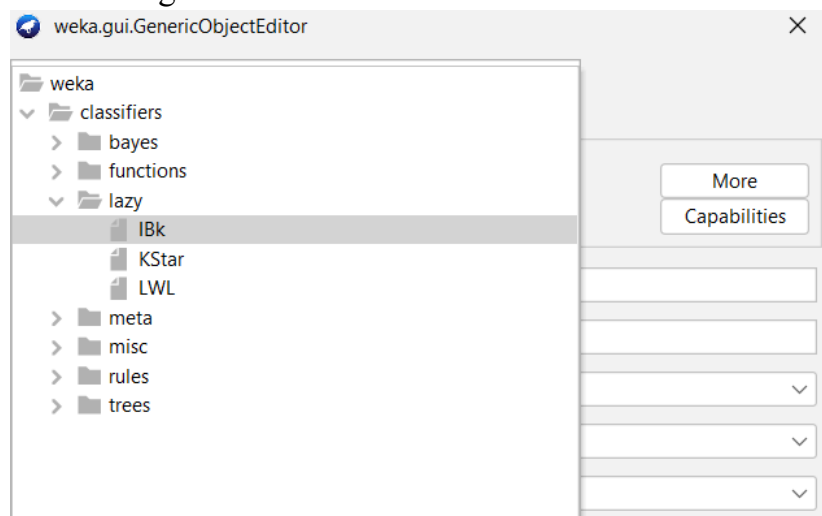 weka.gui.GenericObjectEditor
weka
classifiers
bayes
functions
lazy
More
IBk
Capabilities
KStar
LWL
meta
misc
rules
trees